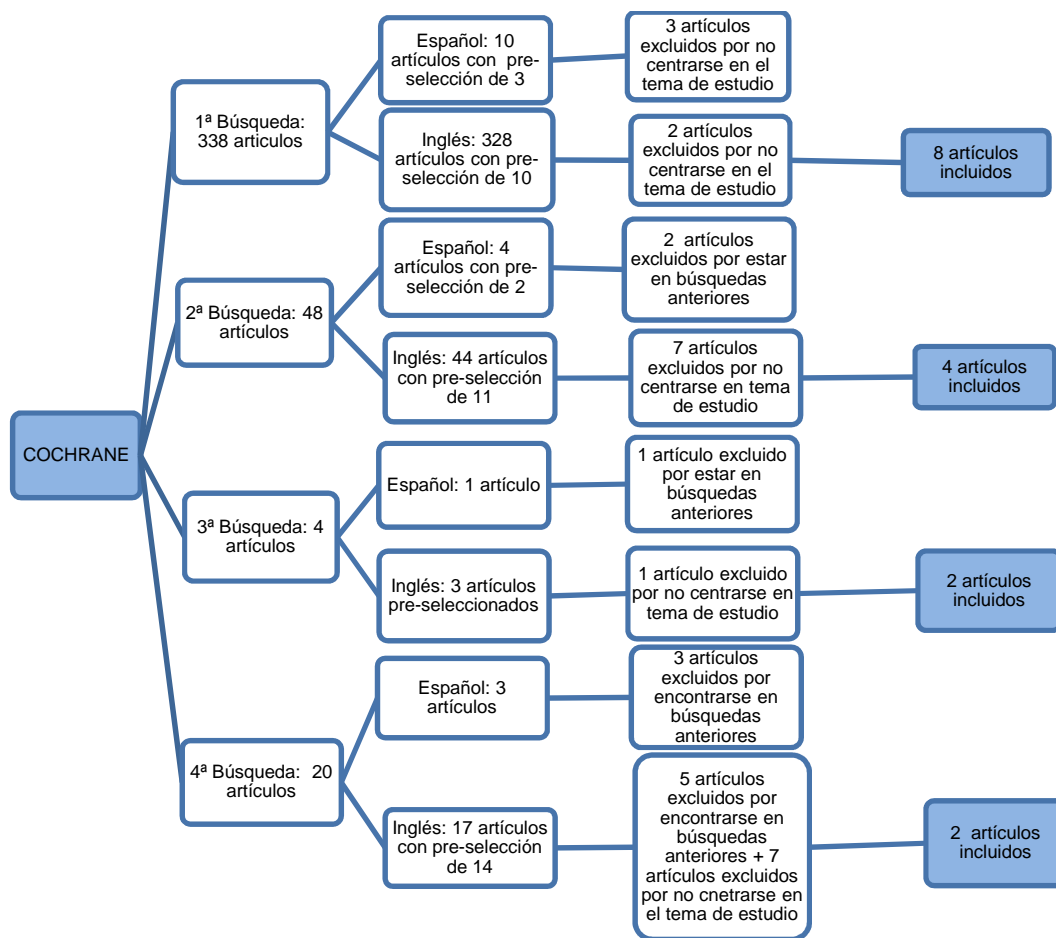 COCHRANE
1ª Búsqueda:
338 articulos
Español: 10
artículos con pre-
selección de 3
3 artículos
excluidos por no
centrarse en el
tema de estudio
Inglés: 328
artículos con pre-
selección de 10
2 artículos
excluidos por no
centrarse en el
tema de estudio
8 artículos
incluidos
2ª Búsqueda: 48
artículos
Español: 4
artículos con pre-
selección de 2
2 artículos
excluidos por estar
en búsquedas
anteriores
Inglés: 44 artículos
con pre-selección
de 11
7 artículos
excluidos por no
centrarse en tema
de estudio
4 artículos
incluidos
3ª Búsqueda: 4
artículos
Español: 1 artículo
1 artículo excluido
por estar en
búsquedas
anteriores
Inglés: 3 artículos
pre-seleccionados
1 artículo excluido
por no centrarse en
tema de estudio
2 artículos
incluidos
4ª Búsqueda: 20
artículos
Español: 3
artículos
3 artículos
excluidos por
encontrarse en
búsquedas
anteriores
Inglés: 17 artículos
con pre-selección
de 14
5 artículos
excluidos por
encontrarse en
búsquedas
anteriores + 7
artículos excluidos
por no cnetrarse en
el tema de estudio
2 artículos
incluidos